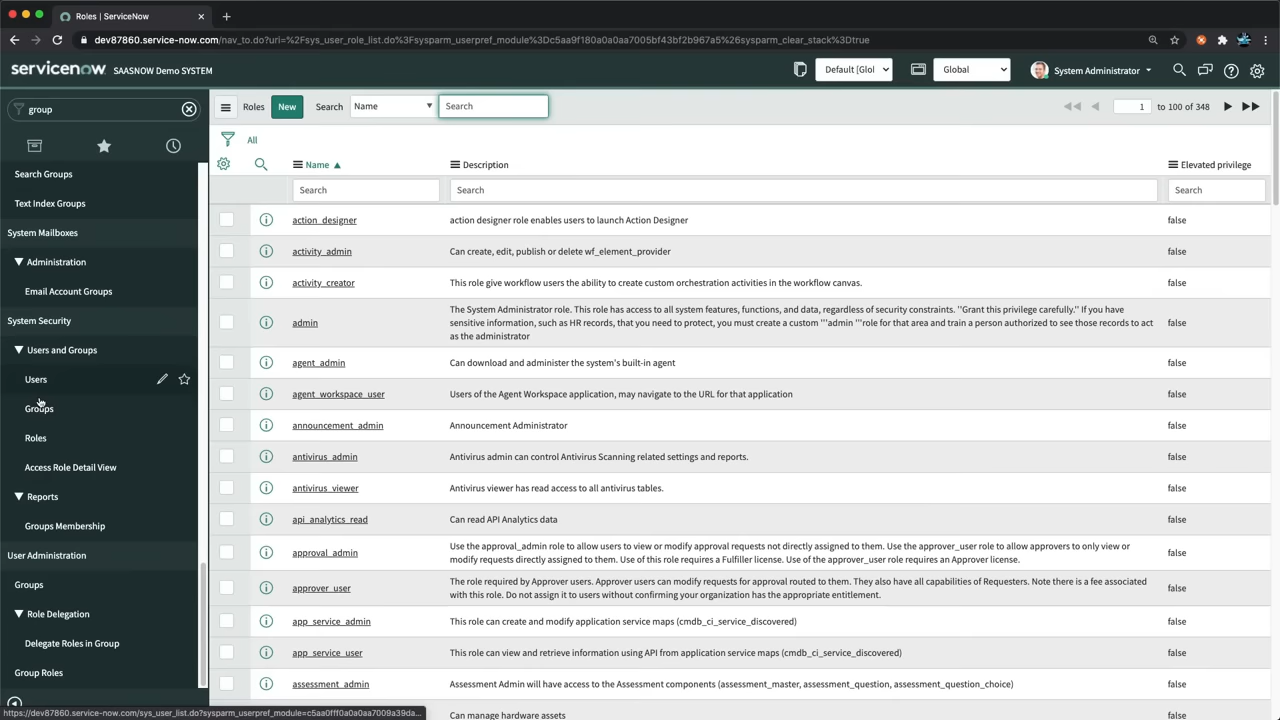 Roles | ServiceNow
dev87860.service-now.com/nav_to.do?uri=%2Fsys_user_role_list.do%3Fsysparm_userpref_module%3Dc5aa9f180a0a0aa7005bf43bf2b967a5%26sysparm_clear_stack%3Dtrue
servicenow SAASNOW Demo SYSTEM
Default [Glol
Global
System Administrator
group
Roles New Search Name Search 1 to 100 of 348
All
Name Description Elevated privilege
Search Search Search
Search Groups
Text Index Groups
System Mailboxes
Administration
Email Account Groups
System Security
Users and Groups
Users
Groups
Roles
Access Role Detail View
Reports
Groups Membership
User Administration
Groups
Role Delegation
Delegate Roles in Group
Group Roles
action_designer action designer role enables users to launch Action Designer false
activity_admin Can create, edit, publish or delete wf_element_provider false
activity_creator This role give workflow users the ability to create custom orchestration activities in the workflow canvas. false
The System Administrator role. This role has access to all system features, functions, and data, regardless of security constraints. ''Grant this privilege carefully.'' If you have
admin sensitive information, such as HR records, that you need to protect, you must create a custom '''admin '''role for that area and train a person authorized to see those records to act false
as the administrator
agent_admin Can download and administer the system's built-in agent false
agent_workspace_user Users of the Agent Workspace application, may navigate to the URL for that application false
announcement_admin Announcement Administrator false
antivirus_admin Antivirus admin can control Antivirus Scanning related settings and reports. false
antivirus_viewer Antivirus viewer has read access to all antivirus tables. false
api_analytics_read Can read API Analytics data false
approval_admin Use the approval_admin role to allow users to view or modify approval requests not directly assigned to them. Use the approver_user role to allow approvers to only view or false
modify requests directly assigned to them. Use of this role requires a Fulfiller license. Use of the approver_user role requires an Approver license.
approver_user The role required by Approver users. Approver users can modify requests for approval routed to them. They also have all capabilities of Requesters. Note there is a fee associated false
with this role. Do not assign it to users without confirming your organization has the appropriate entitlement.
app_service_admin This role can create and modify application service maps (cmdb_ci_service_discovered) false
app_service_user This role can view and retrieve information using API from application service maps (cmdb_ci_service_discovered) false
assessment_admin Assessment Admin will have access to the Assessment components (assessment_master, assessment_question, assessment_question_choice) false
Can manage hardware assets
https://dev87860.service-now.com/sys_user_list.do?sysparm_userpref_module=c5aa0fff0a0a0aa7009a39da...